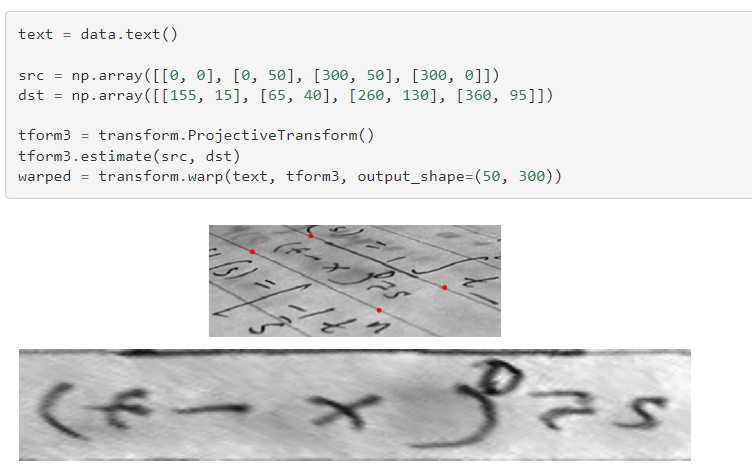 text = data.text()
src = np.array([[0, 0], [0, 50], [300, 50], [300, 0]])
dst = np.array([[155, 15], [65, 40], [260, 130], [360, 95]])
tform3 = transform.ProjectiveTransform()
tform3.estimate(src, dst)
warped = transform.warp(text, tform3, output_shape=(50, 300))